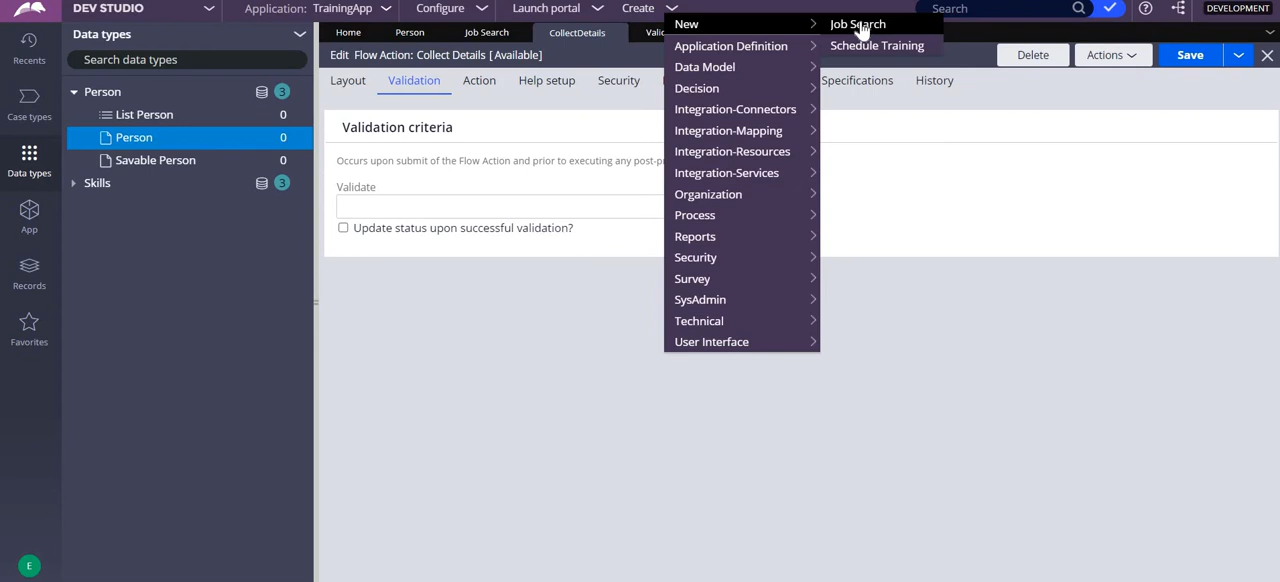 DEV STUDIO
Application: TrainingApp
Configure
Launch portal
Create
Search
DEVELOPMENT
Recents
Case types
Data types
App
Records
Favorites
E
Data types
Search data types
Person
3
List Person
0
Person
0
Savable Person
0
Skills
3
Home
Person
Job Search
CollectDetails
Edit Flow Action: Collect Details [Available]
Delete
Actions
Save
Layout
Validation
Action
Help setup
Security
Specifications
History
Validation criteria
Occurs upon submit of the Flow Action and prior to executing any
Validate
Update status upon successful validation?
New
Application Definition
Data Model
Decision
Integration-Connectors
Integration-Mapping
Integration-Resources
Integration-Services
Organization
Process
Reports
Security
Survey
SysAdmin
Technical
User Interface
Job Search
Schedule Training